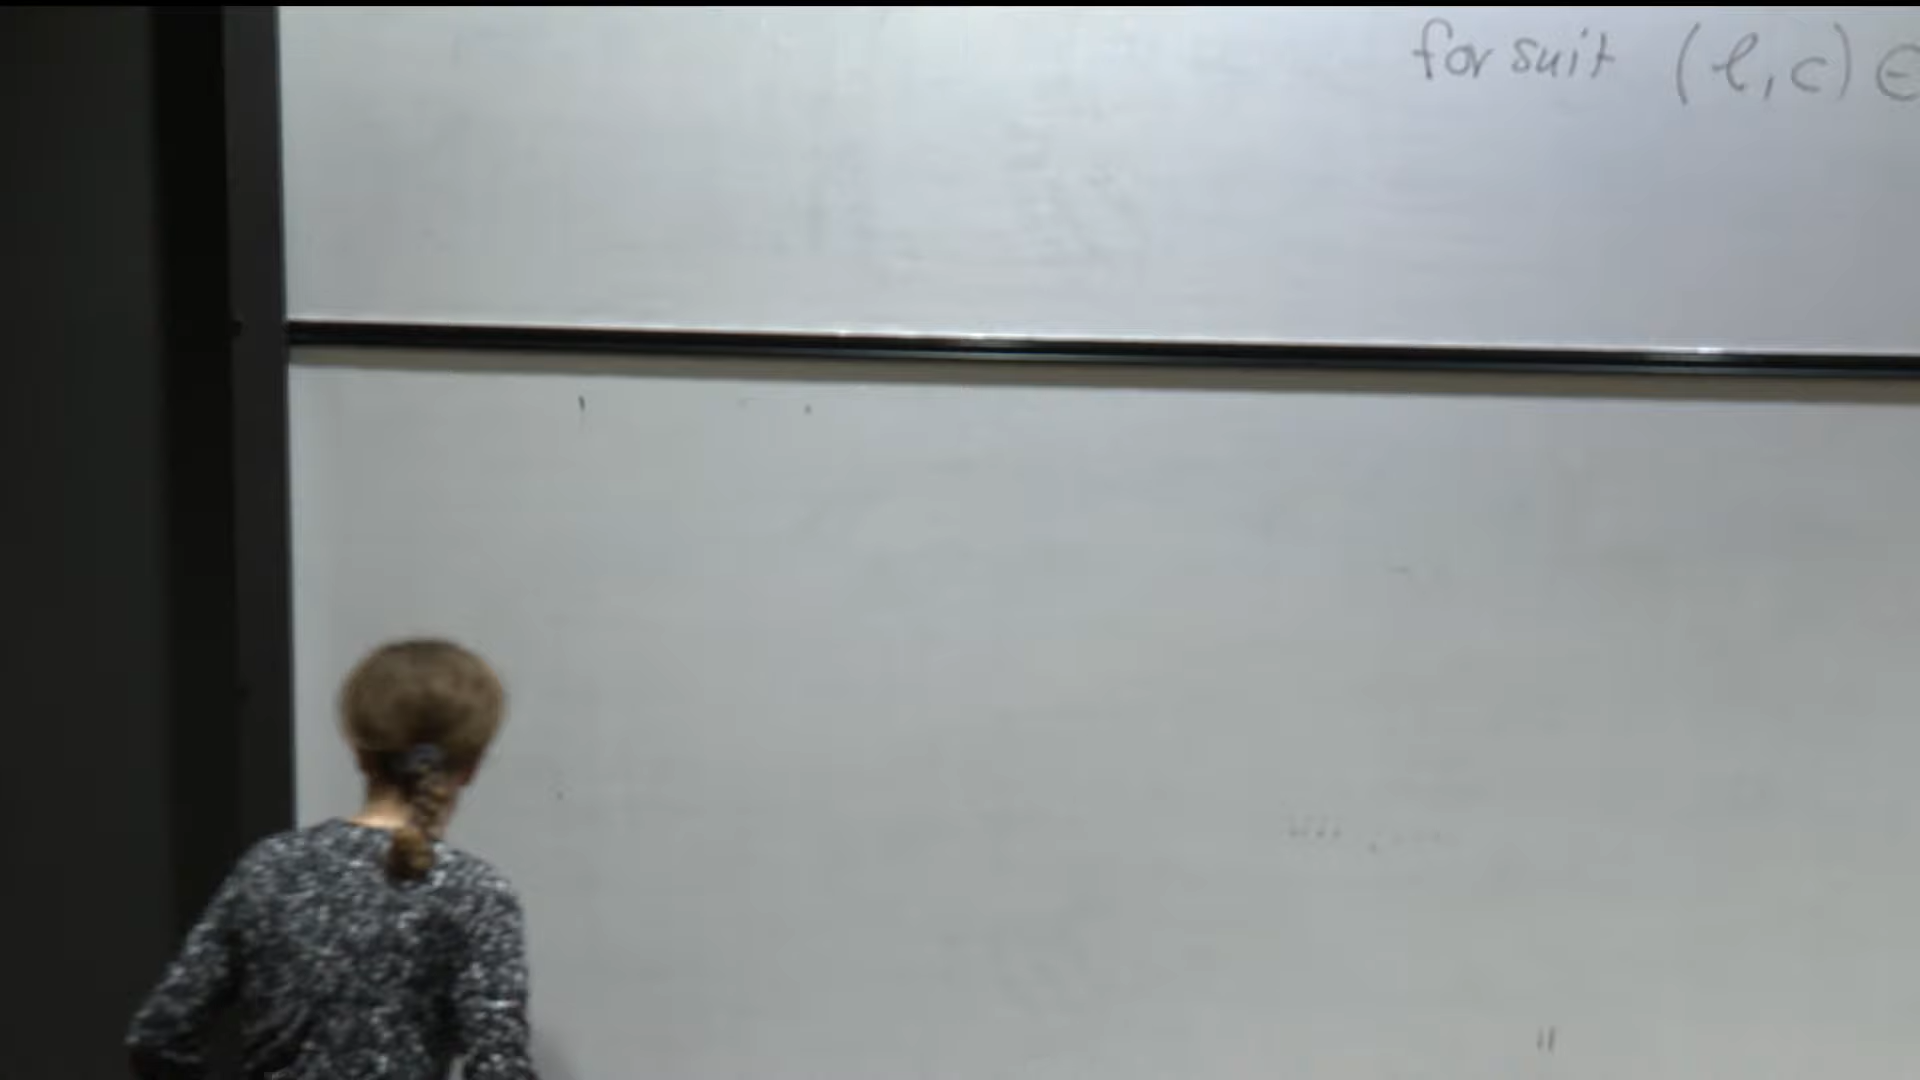 for suit (l, c) ∈